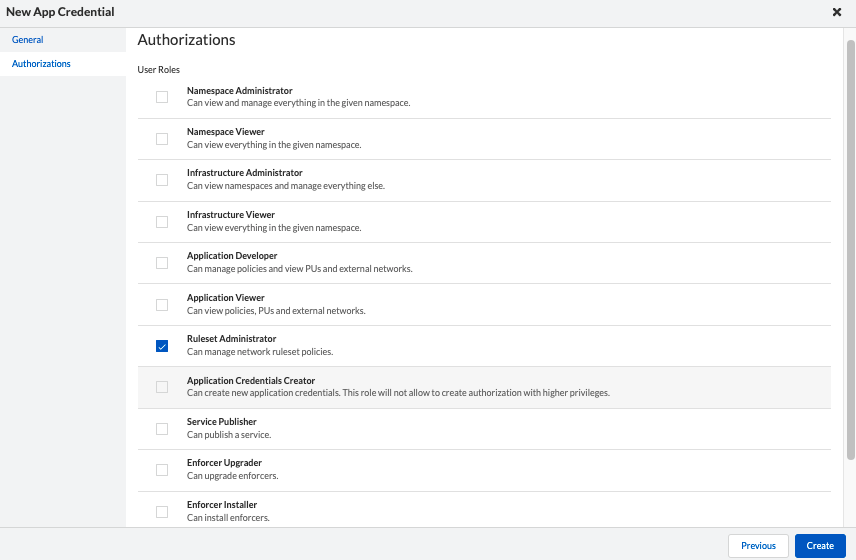 New App Credential
General
Authorizations
Authorizations
User Roles
Namespace Administrator
Can view and manage everything in the given namespace.
Namespace Viewer
Can view everything in the given namespace.
Infrastructure Administrator
Can view namespaces and manage everything else.
Infrastructure Viewer
Can view everything in the given namespace.
Application Developer
Can manage policies and view PUs and external networks.
Application Viewer
Can view policies, PUs and external networks.
Ruleset Administrator
Can manage network ruleset policies.
Application Credentials Creator
Can create new application credentials. This role will not allow to create authorization with higher privileges.
Service Publisher
Can publish a service.
Enforcer Upgrader
Can upgrade enforcers.
Enforcer Installer
Can install enforcers.
Previous
Create